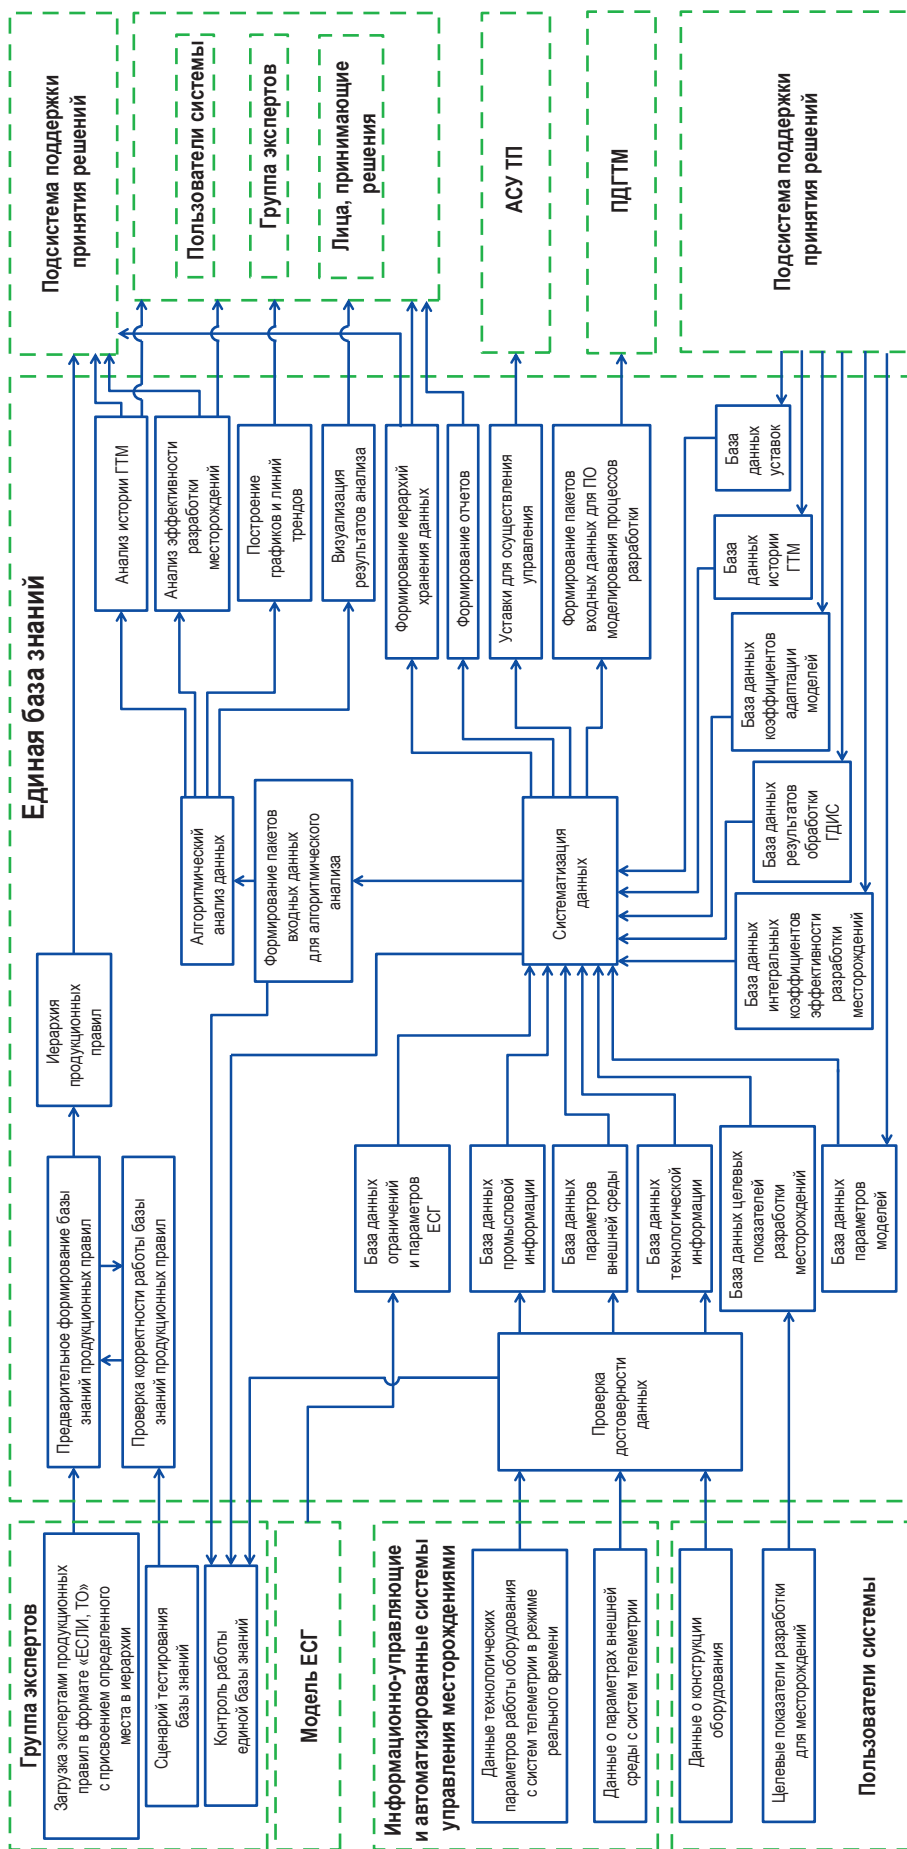 Группа экспертов
Загрузка экспертами продукционных
правил в формате «ЕСЛИ, ТО»
с присвоением определенного
места в иерархии
Сценарий тестирования
базы знаний
Контроль работы
единой базы знаний
Модель ЕСГ
Информационно-управляющие
и автоматизированные системы
управления месторождениями
Данные технологических
параметров работы оборудования
с систем телеметрии в режиме
реального времени
Данные о параметрах внешней
среды с систем телеметрии
Данные о конструкции
оборудования
Целевые показатели разработки
для месторождений
Пользователи системы
Единая база знаний
Предварительное формирование базы
знаний продукционных правил
Проверка корректности работы базы
знаний продукционных правил
Иерархия
продукционных
правил
Проверка
достоверности
данных
База данных
ограничений
и параметров
ЕСГ
База данных
промысловой
информации
База данных
параметров
внешней среды
База данных
технологической
информации
База данных целевых
показателей
разработки
месторождений
База данных
параметров
моделей
Алгоритмический
анализ данных
Формирование пакетов
входных данных
для алгоритмического
анализа
Систематизация
данных
База данных
интегральных
коэффициентов
эффективности
разработки
месторождений
База данных
результатов
обработки
ГДИС
База данных
коэффициентов
адаптации
моделей
База
данных
истории
ГТМ
База
данных
уставок
Анализ истории ГТМ
Анализ эффективности
разработки
месторождений
Построение
графиков и линий
трендов
Визуализация
результатов анализа
Формирование иерархий
хранения данных
Формирование отчетов
Уставки для осуществления
управления
Формирование пакетов
входных данных для ПО
моделирования процессов
разработки
Подсистема поддержки
принятия решений
Пользователи системы
Группа экспертов
Лица, принимающие
решения
АСУ ТП
ПДГТМ
Подсистема поддержки
принятия решений